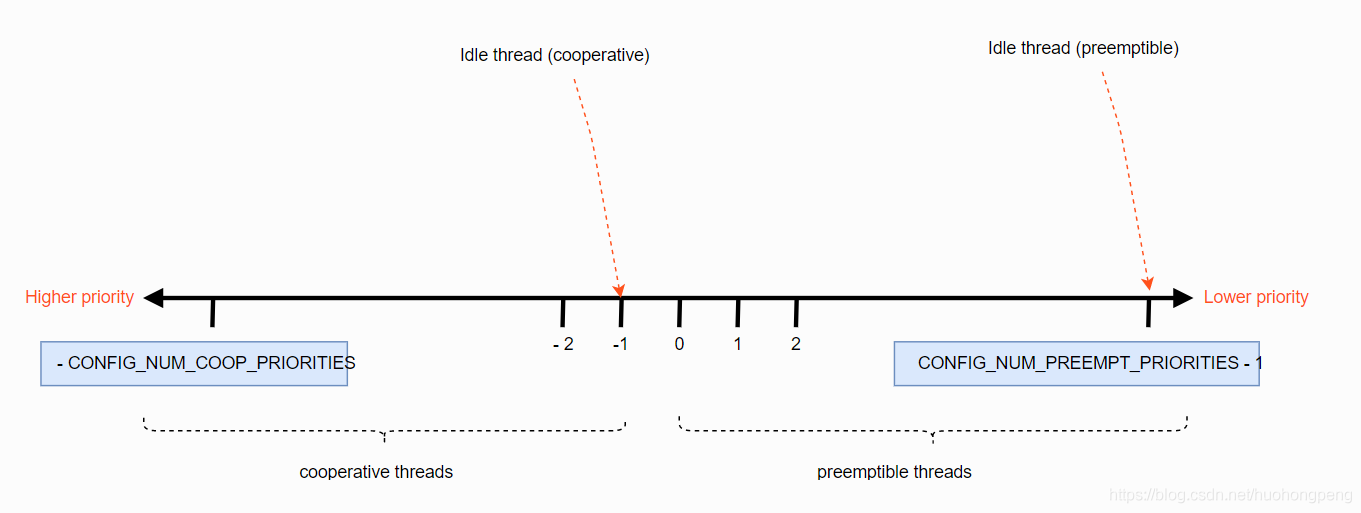 Idle thread (cooperative)
Idle thread (preemptible)
Higher priority
Lower priority
- 2
-1
0
1
2
- CONFIG_NUM_COOP_PRIORITIES
CONFIG_NUM_PREEMPT_PRIORITIES - 1
cooperative threads
preemptible threads
https://blog.csdn.net/huohongpeng